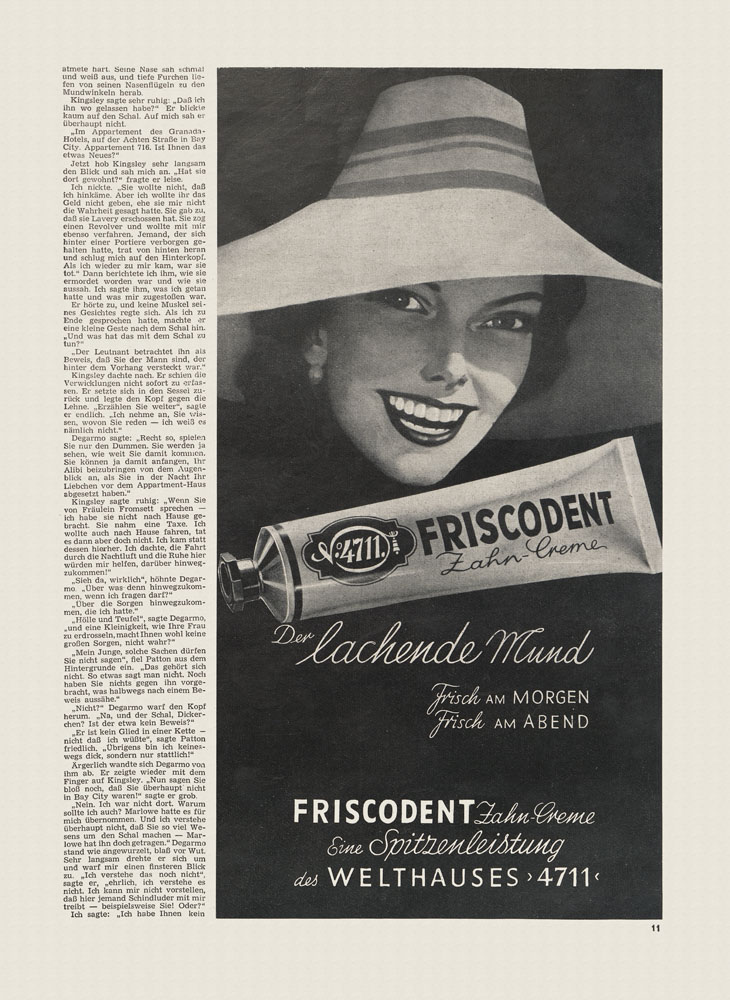 atmete hart. Seine Nase sah schmal
und weiß aus, und tiefe Furchen lie-
fen von seinen Nasenflügeln zu den
Mundwinkeln herab.
Kingsley sagte sehr ruhig: „Daß ich
ihn wo gelassen habe?“ Er blickte
kaum auf den Schal. Auf mich sah er
überhaupt nicht.
„Im Appartement des Granada-
Hotels, auf der Achten Straße in Bay
City. Appartement 716. Ist Ihnen das
etwas Neues?“
Jetzt hob Kingsley sehr langsam
den Blick und sah mich an. „Hat sie
dort gewohnt?“ fragte er leise.
Ich nickte. „Sie wollte nicht, daß
ich hinkäme. Aber ich wollte ihr das
Geld nicht geben, ehe sie mir nicht
die Wahrheit gesagt hatte. Sie gab zu,
daß sie Lavery erschossen hat. Sie zog
einen Revolver und wollte mit mir
ebenso verfahren. Jemand, der sich
hinter einer Portiere verborgen ge-
halten hatte, trat von hinten heran
und schlug mich auf den Hinterkopf.
Als ich wieder zu mir kam, war sie
tot.“ Dann berichtete ich ihm, wie sie
ermordet worden war und wie sie
aussah. Ich sagte ihm, was ich getan
hatte und was mir zugestoßen war.
Er hörte zu, und keine Muskel sei-
nes Gesichtes regte sich. Als ich zu
Ende gesprochen hatte, machte er
eine kleine Geste nach dem Schal hin.
„Und was hat das mit dem Schal zu
tun?“
„Der Leutnant betrachtet ihn als
Beweis, daß Sie der Mann sind, der
hinter dem Vorhang versteckt war.“
Kingsley dachte nach. Er schien die
Verwicklungen nicht sofort zu erfas-
sen. Er setzte sich in den Sessel zu-
rück und legte den Kopf gegen die
Lehne. „Erzählen Sie weiter“, sagte
er endlich. „Ich nehme an, Sie wis-
sen, wovon Sie reden — ich weiß es
nämlich nicht.“
Degarmo sagte: „Recht so, spielen
Sie nur den Dummen. Sie werden ja
sehen, wie weit Sie damit kommen.
Sie können ja damit anfangen, Ihr
Alibi beizubringen von dem Augen-
blick an, als Sie in der Nacht Ihr
Liebchen vor dem Appartment-Haus
abgesetzt haben.“
Kingsley sagte ruhig: „Wenn Sie
von Fräulein Fromsett sprechen —
ich habe sie nicht nach Hause ge-
bracht. Sie nahm eine Taxe. Ich
wollte auch nach Hause fahren, tat
es dann aber doch nicht. Ich kam statt
dessen hierher. Ich dachte, die Fahrt
durch die Nachtluft und die Ruhe hier
würden mir helfen, darüber hinweg-
zukommen!“
„Sieh da, wirklich“, höhnte Degar-
mo. „Über was denn hinwegzukom-
men, wenn ich fragen darf?“
„Über die Sorgen hinwegzukom-
men, die ich hatte.“
„Hölle und Teufel“, sagte Degarmo,
„und eine Kleinigkeit, wie Ihre Frau
zu erdrosseln, macht Ihnen wohl keine
großen Sorgen, nicht wahr?“
„Mein Junge, solche Sachen dürfen
Sie nicht sagen“, fiel Patton aus dem
Hintergrunde ein. „Das gehört sich
nicht. So etwas sagt man nicht. Noch
haben Sie nichts gegen ihn vorge-
bracht, was halbwegs nach einem Be-
weis aussähe.“
„Nicht?“ Degarmo warf den Kopf
herum. „Na, und der Schal, Dicker-
chen? Ist der etwa kein Beweis?“
„Er ist kein Glied in einer Kette —
nicht daß ich wüßte“, sagte Patton
friedlich, „Übrigens bin ich keines-
wegs dick, sondern nur stattlich!“
Ärgerlich wandte sich Degarmo von
ihm ab. Er zeigte wieder mit dem
Finger auf Kingsley. „Nun sagen Sie
bloß noch, daß Sie überhaupt nicht
in Bay City waren!“ sagte er grob.
„Nein. Ich war nicht dort. Warum
sollte ich auch? Marlowe hatte es für
mich übernommen. Und ich verstehe
überhaupt nicht, daß Sie so viel We-
sens um den Schal machen — Mar-
lowe hat ihn doch getragen.“ Degarmo
stand wie angewurzelt, blaß vor Wut.
Sehr langsam drehte er sich um
und warf mir einen finsteren Blick
zu. „Ich verstehe das noch nicht“,
sagte er, „ehrlich, ich verstehe es
nicht. Ich kann mir nicht vorstellen,
daß hier jemand Schindluder mit mir
treibt — beispielsweise Sie! Oder?“
Ich sagte: „Ich habe Ihnen kein
No. 4711.
FRISCODENT
Zahn-Creme
Der lachende Mund
Frisch AM MORGEN
Frisch AM ABEND
FRISCODENT Zahn-Creme
Eine Spitzenleistung
des WELTHAUSES ›4711‹
11